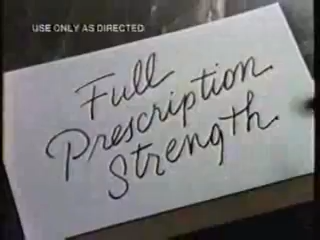 USE ONLY AS DIRECTED
Full
Prescription
Strength